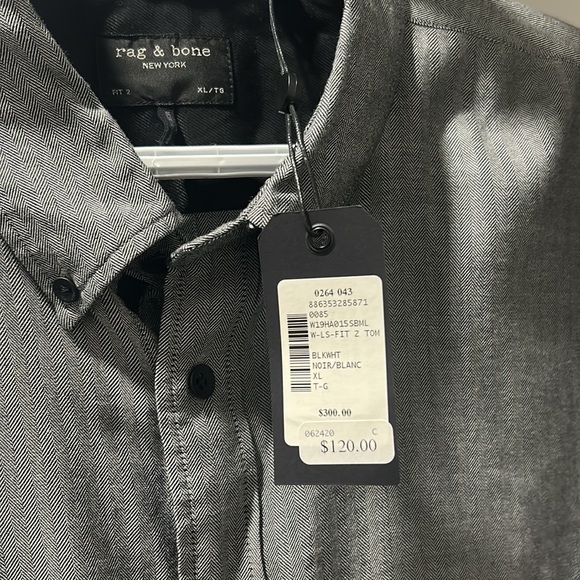 rag & bone
NEW YORK
FIT 2 XL/TG
0264 043
886353285871
0085
W19HA015SBML
W-LS-FIT 2 TOM
BLKWHT
NOIR/BLANC
XL
T-G
$300.00
062420 C
$120.00